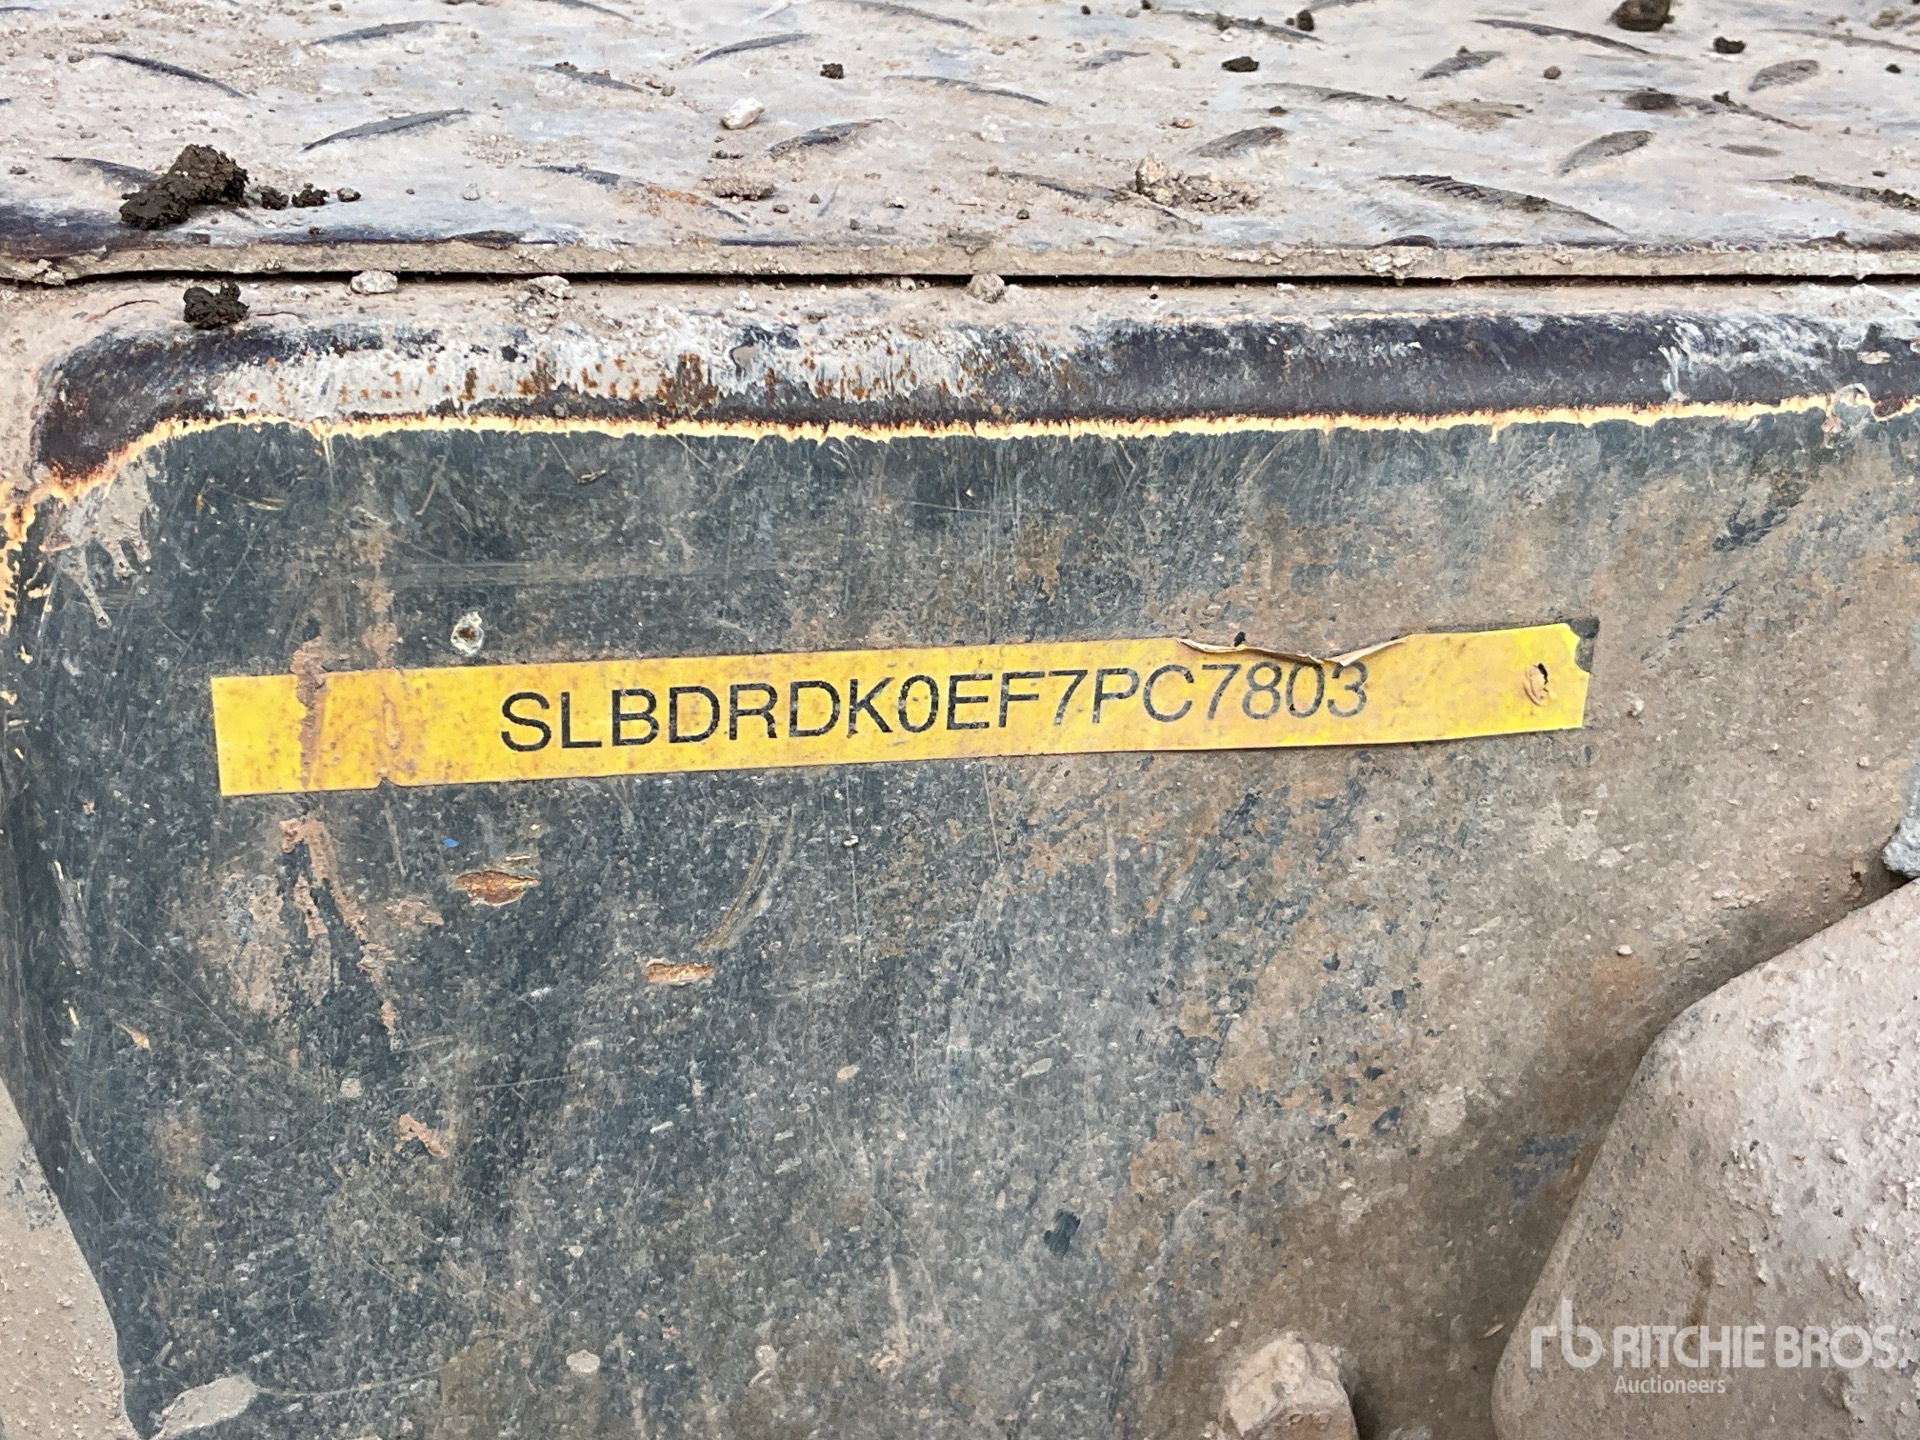 SLBDRDK0EF7PC7803
rb RITCHIE BROS.
Auctioneers